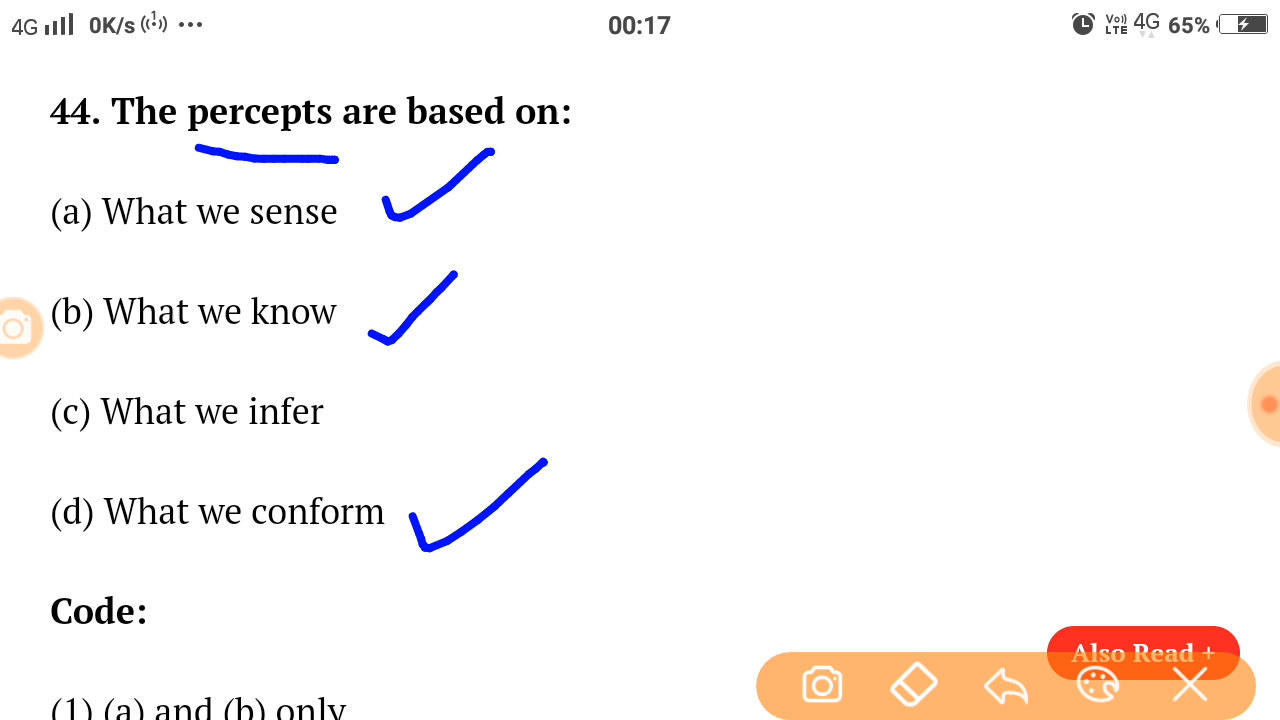 4G 0K/s 00:17 Vo)) LTE 4G 65%
44. The percepts are based on:
(a) What we sense
(b) What we know
(c) What we infer
(d) What we conform
Code:
Also Read +
(1) (a) and (b) only